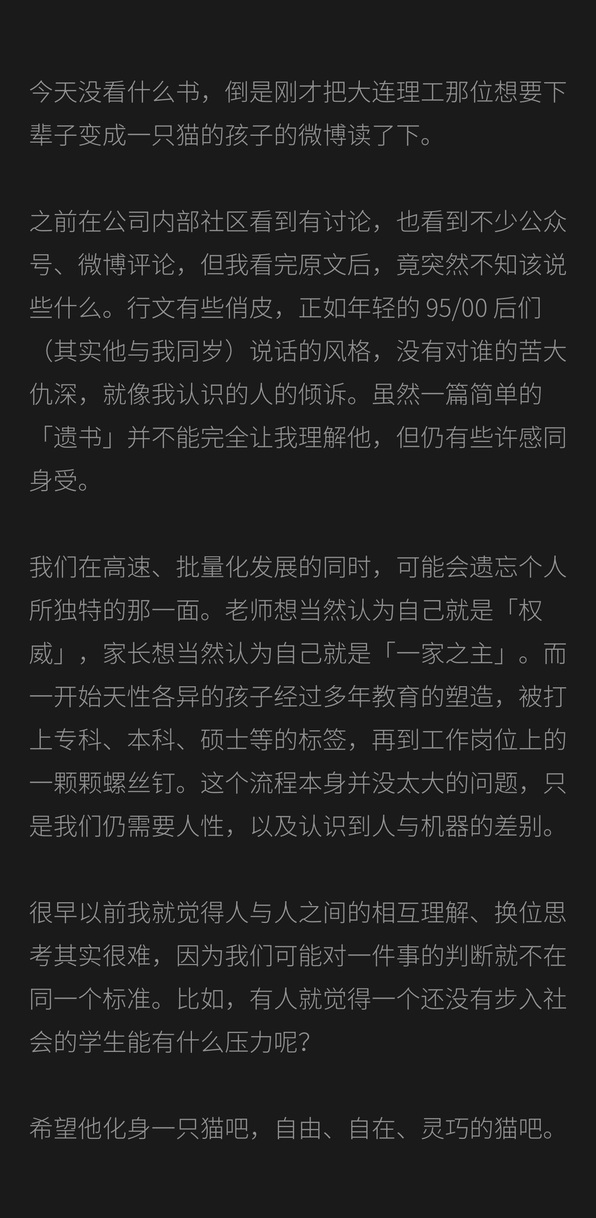 今天没看什么书，倒是刚才把大连理工那位想要下
辈子变成一只猫的孩子的微博读了下。
之前在公司内部社区看到有讨论，也看到不少公众
号、微博评论，但我看完原文后，竟突然不知该说
些什么。行文有些俏皮，正如年轻的 95/00 后们
（其实他与我同岁）说话的风格，没有对谁的苦大
仇深，就像我认识的人的倾诉。虽然一篇简单的
「遗书」并不能完全让我理解他，但仍有些许感同
身受。
我们在高速、批量化发展的同时，可能会遗忘个人
所独特的那一面。老师想当然认为自己就是「权
威」，家长想当然认为自己就是「一家之主」。而
一开始天性各异的孩子经过多年教育的塑造，被打
上专科、本科、硕士等的标签，再到工作岗位上的
一颗颗螺丝钉。这个流程本身并没太大的问题，只
是我们仍需要人性，以及认识到人与机器的差别。
很早以前我就觉得人与人之间的相互理解、换位思
考其实很难，因为我们可能对一件事的判断就不在
同一个标准。比如，有人就觉得一个还没有步入社
会的学生能有什么压力呢？
希望他化身一只猫吧，自由、自在、灵巧的猫吧。